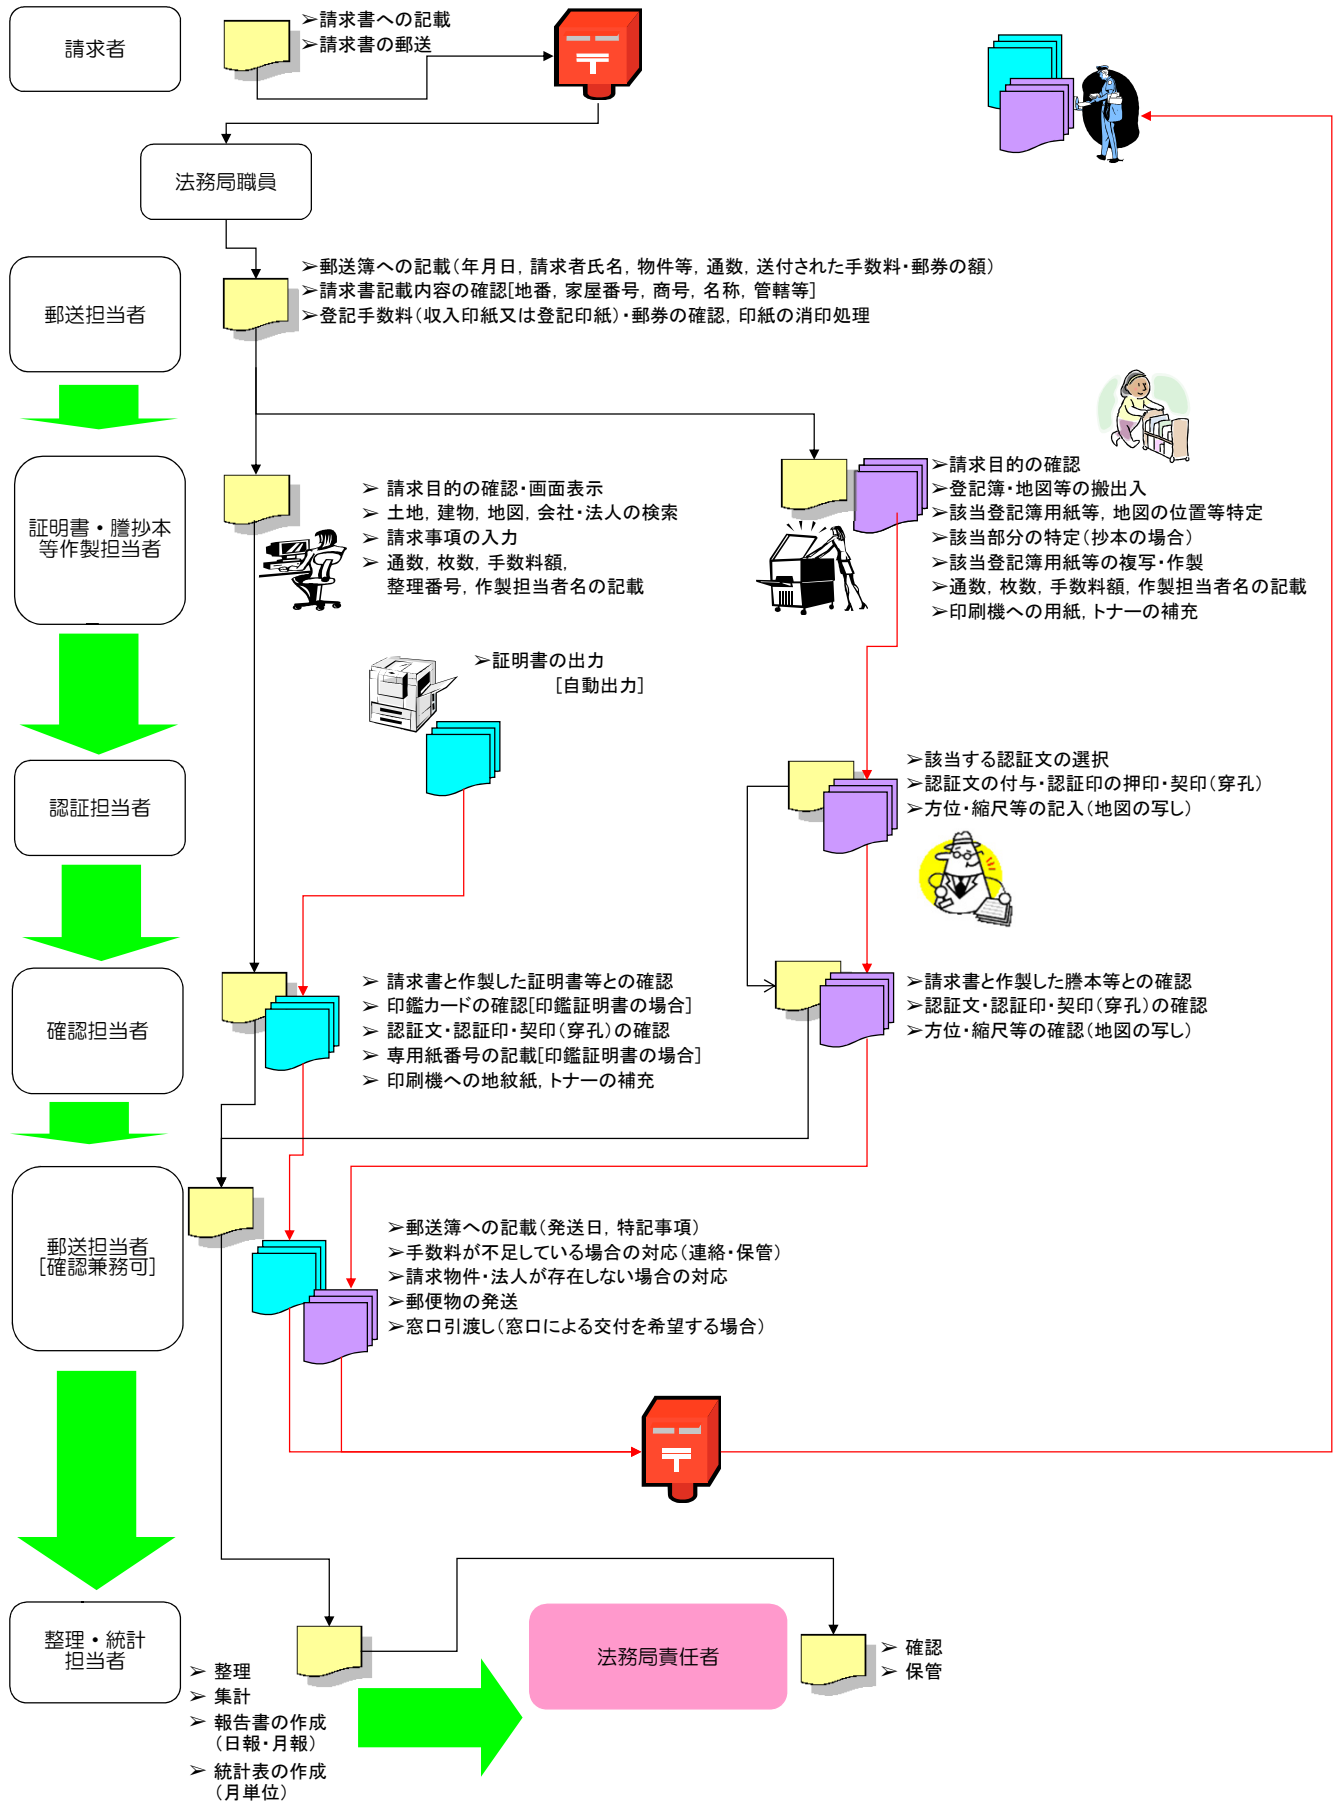 請求者
➢請求書への記載
➢請求書の郵送
法務局職員
郵送担当者
➢郵送簿への記載(年月日, 請求者氏名, 物件等, 通数, 送付された手数料・郵券の額)
➢請求書記載内容の確認[地番, 家屋番号, 商号, 名称, 管轄等]
➢登記手数料(収入印紙又は登記印紙)・郵券の確認, 印紙の消印処理
証明書・謄抄本
等作製担当者
➢ 請求目的の確認・画面表示
➢ 土地, 建物, 地図, 会社・法人の検索
➢ 請求事項の入力
➢ 通数, 枚数, 手数料額,
整理番号, 作製担当者名の記載
➢請求目的の確認
➢登記簿・地図等の搬出入
➢該当登記簿用紙等, 地図の位置等特定
➢該当部分の特定(抄本の場合)
➢該当登記簿用紙等の複写・作製
➢通数, 枚数, 手数料額, 作製担当者名の記載
➢印刷機への用紙, トナーの補充
➢証明書の出力
[自動出力]
認証担当者
➢該当する認証文の選択
➢認証文の付与・認証印の押印・契印(穿孔)
➢方位・縮尺等の記入(地図の写し)
確認担当者
➢ 請求書と作製した証明書等との確認
➢ 印鑑カードの確認[印鑑証明書の場合]
➢ 認証文・認証印・契印(穿孔)の確認
➢ 専用紙番号の記載[印鑑証明書の場合]
➢ 印刷機への地紋紙, トナーの補充
➢請求書と作製した謄本等との確認
➢認証文・認証印・契印(穿孔)の確認
➢方位・縮尺等の確認(地図の写し)
郵送担当者
[確認兼務可]
➢郵送簿への記載(発送日, 特記事項)
➢手数料が不足している場合の対応(連絡・保管)
➢請求物件・法人が存在しない場合の対応
➢郵便物の発送
➢窓口引渡し(窓口による交付を希望する場合)
整理・統計
担当者
➢ 整理
➢ 集計
➢ 報告書の作成
(日報・月報)
➢ 統計表の作成
(月単位)
法務局責任者
➢ 確認
➢ 保管